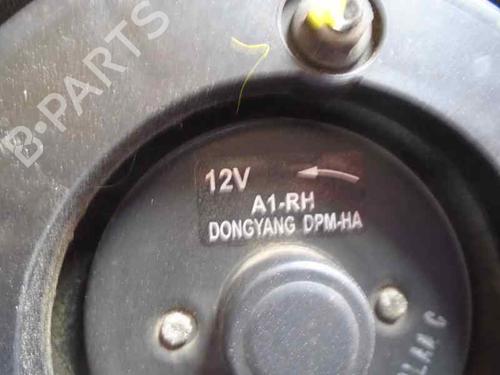 B-PARTS
12V
A1-RH
DONGYANG DPM-HA